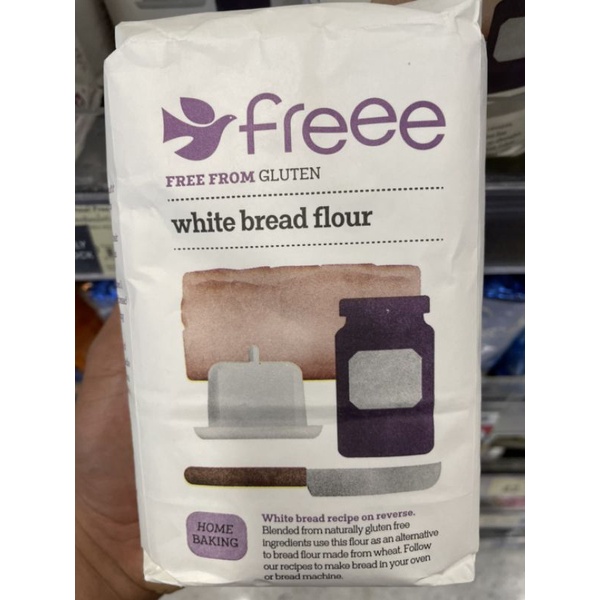 freee
FREE FROM GLUTEN
white bread flour
HOME
BAKING
White bread recipe on reverse.
Blended from naturally gluten free
ingredients use this flour as an alternative
to bread flour made from wheat. Follow
our recipes to make bread in your oven
or bread machine.